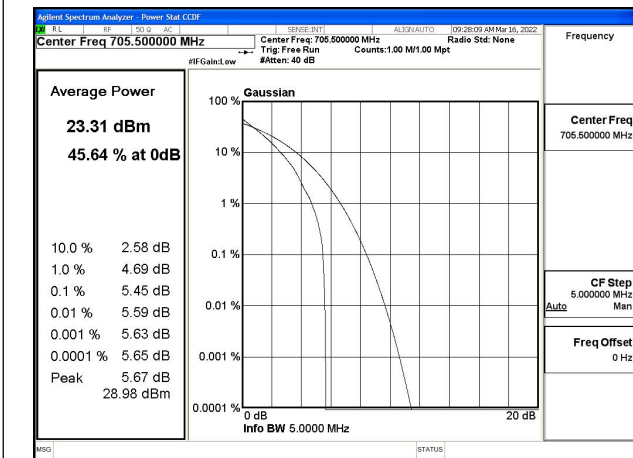 Agilent Spectrum Analyzer - Power Stat CCDF
RL RF 50 Ω AC SENSE:INT ALIGNAUTO 09:28:09 AM Mar 16, 2022
Center Freq 705.500000 MHz
Center Freq: 705.500000 MHz Radio Std: None
Trig: Free Run Counts:1.00 M/1.00 Mpt
#IFGain:Low #Atten: 40 dB
Frequency
Average Power
23.31 dBm
45.64 % at 0dB
10.0 % 2.58 dB
1.0 % 4.69 dB
0.1 % 5.45 dB
0.01 % 5.59 dB
0.001 % 5.63 dB
0.0001 % 5.65 dB
Peak 5.67 dB
28.98 dBm
Gaussian
100 %
10 %
1 %
0.1 %
0.01 %
0.001 %
0.0001 %
0 dB 20 dB
Info BW 5.0000 MHz
Center Freq
705.500000 MHz
CF Step
5.000000 MHz
Auto Man
Freq Offset
0 Hz
MSG STATUS